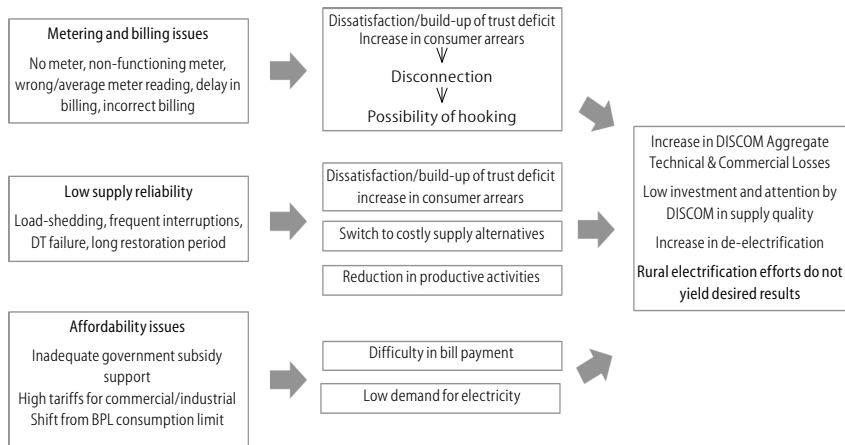 Metering and billing issues
No meter, non-functioning meter,
wrong/average meter reading, delay in
billing, incorrect billing
Dissatisfaction/build-up of trust deficit
Increase in consumer arrears
Disconnection
Possibility of hooking
Low supply reliability
Load-shedding, frequent interruptions,
DT failure, long restoration period
Dissatisfaction/build-up of trust deficit
increase in consumer arrears
Switch to costly supply alternatives
Reduction in productive activities
Affordability issues
Inadequate government subsidy
support
High tariffs for commercial/industrial
Shift from BPL consumption limit
Difficulty in bill payment
Low demand for electricity
Increase in DISCOM Aggregate
Technical & Commercial Losses
Low investment and attention by
DISCOM in supply quality
Increase in de-electrification
Rural electrification efforts do not
yield desired results